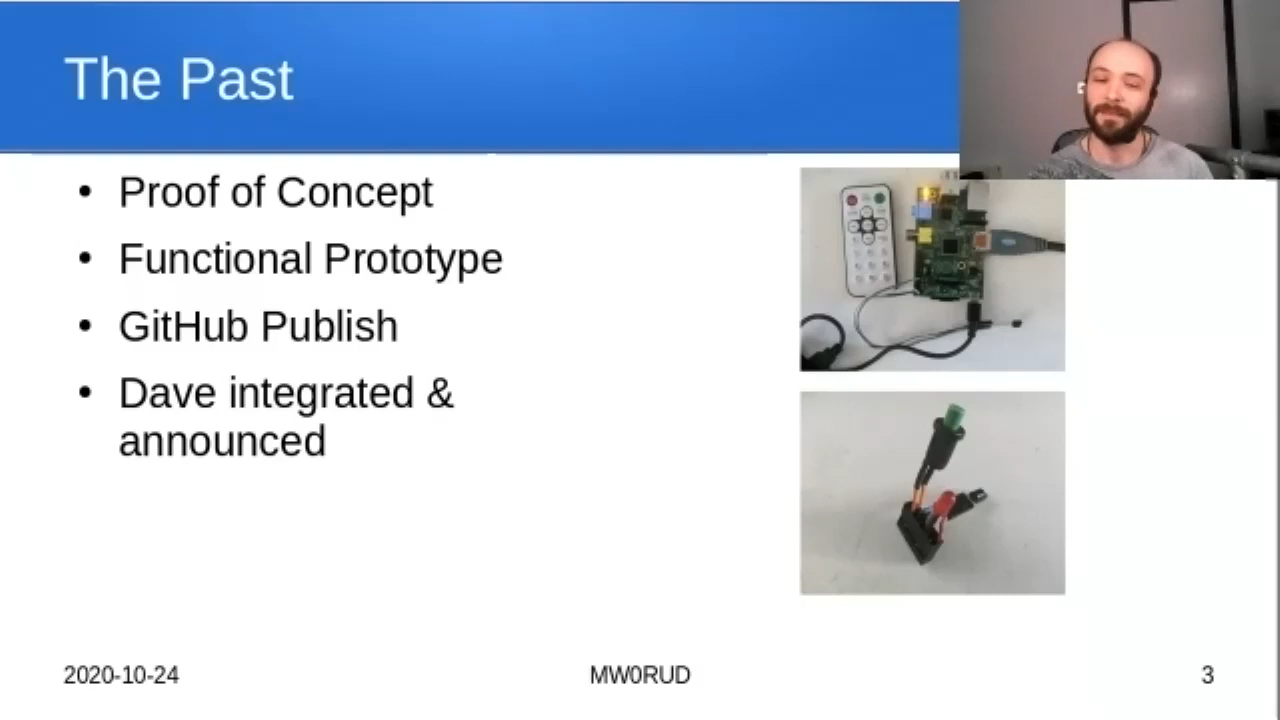 The Past
Proof of Concept
Functional Prototype
GitHub Publish
Dave integrated &
announced
2020-10-24
MW0RUD
3